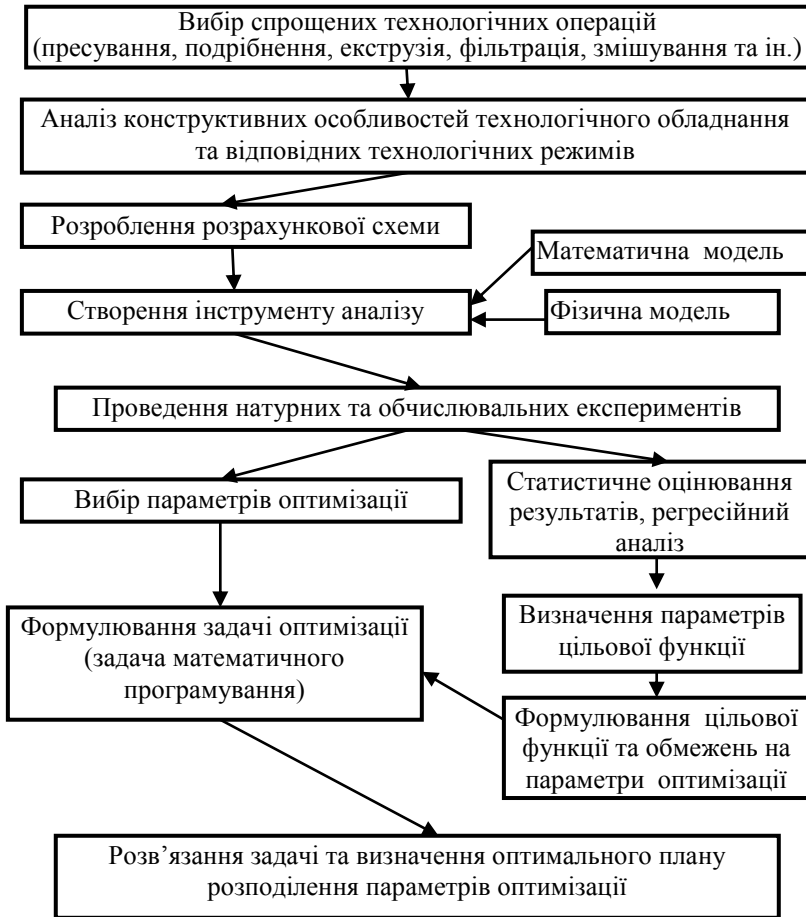 Вибір спрощених технологічних операцій
(пресування, подрібнення, екструзія, фільтрація, змішування та ін.)
Аналіз конструктивних особливостей технологічного обладнання
та відповідних технологічних режимів
Розроблення розрахункової схеми
Математична модель
Створення інструменту аналізу
Фізична модель
Проведення натурних та обчислювальних експериментів
Вибір параметрів оптимізації
Статистичне оцінювання
результатів, регресійний
аналіз
Формулювання задачі оптимізації
(задача математичного
програмування)
Визначення параметрів
цільової функції
Формулювання цільової
функції та обмежень на
параметри оптимізації
Розв’язання задачі та визначення оптимального плану
розподілення параметрів оптимізації